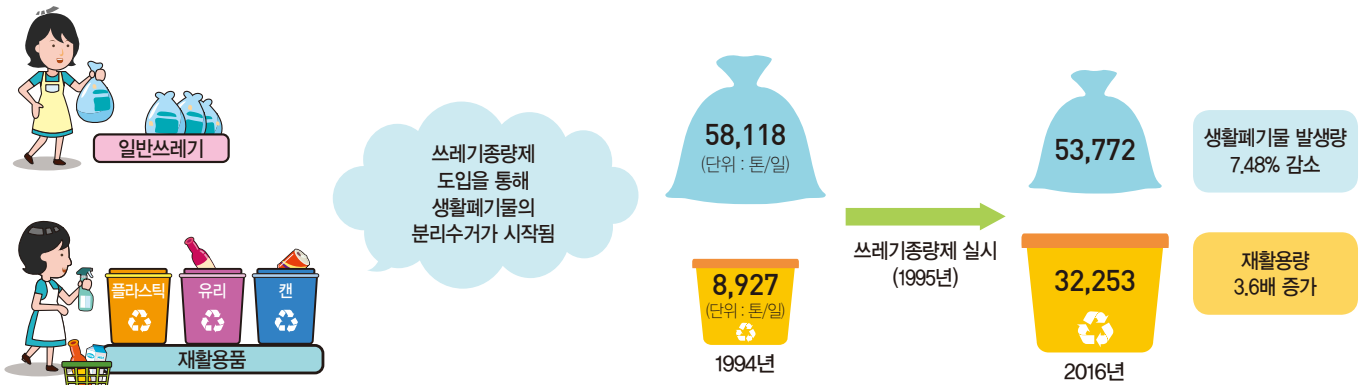 일반쓰레기
플라스틱
유리
캔
재활용품
쓰레기종량제
도입을 통해
생활폐기물의
분리수거가 시작됨
58,118
(단위 : 톤/일)
8,927
(단위 : 톤/일)
1994년
쓰레기종량제 실시
(1995년)
53,772
32,253
2016년
생활폐기물 발생량
7.48% 감소
재활용량
3.6배 증가